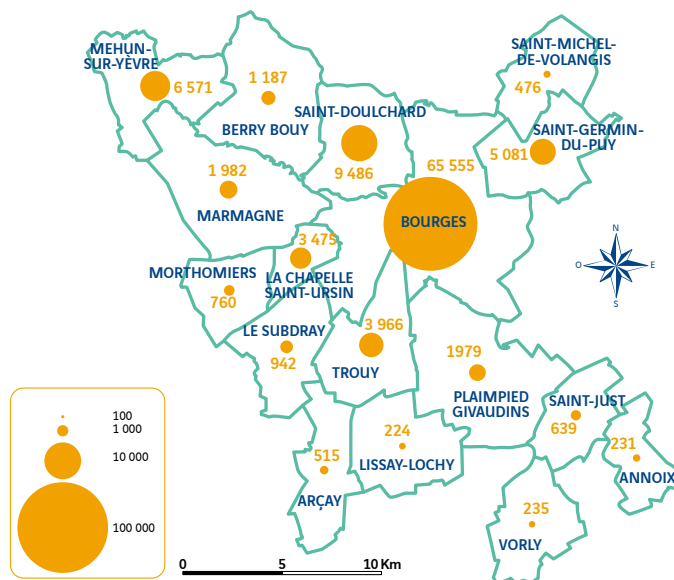 MEHUN-
SUR-YÈVRE
6 571
1 187
BERRY BOUY
SAINT-DOULCHARD
9 486
SAINT-MICHEL-
DE-VOLANGIS
476
SAINT-GERMIN-
DU-PUY
5 081
65 555
BOURGES
1 982
MARMAGNE
3 475
LA CHAPELLE
SAINT-URSIN
MORTHOMIERS
760
LE SUBDRAY
942
3 966
TROUY
1979
PLAIMPIED
GIVAUDINS
SAINT-JUST
639
231
ANNOIX
224
LISSAY-LOCHY
515
ARÇAY
235
VORLY
N
O
E
S
100
1 000
10 000
100 000
0
5
10 Km